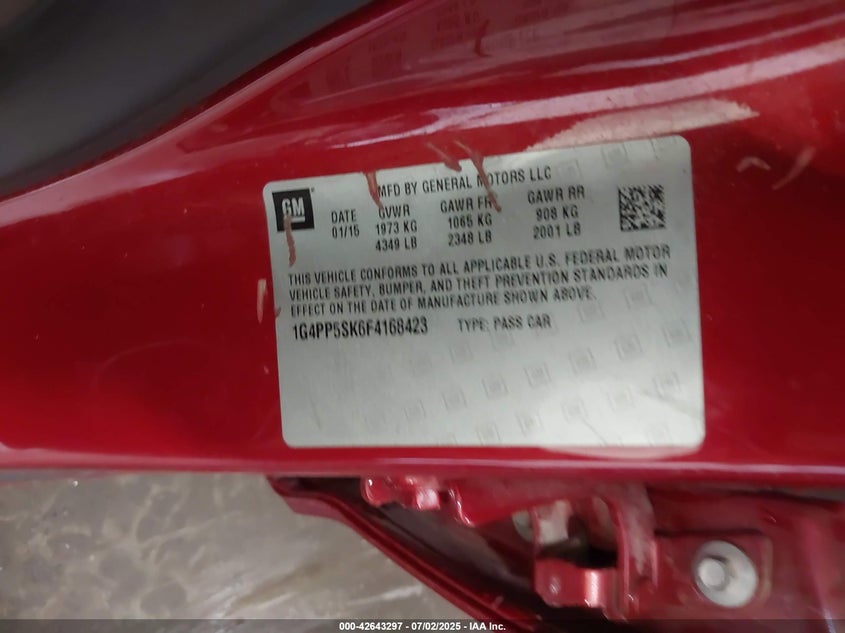 MFD BY GENERAL MOTORS LLC
GM
DATE GVWR GAWR FR GAWR RR
01/15 1973 KG 1065 KG 908 KG
4349 LB 2348 LB 2001 LB
THIS VEHICLE CONFORMS TO ALL APPLICABLE U.S. FEDERAL MOTOR
VEHICLE SAFETY, BUMPER, AND THEFT PREVENTION STANDARDS IN
EFFECT ON THE DATE OF MANUFACTURE SHOWN ABOVE.
1G4PP5SK6F4168423 TYPE: PASS CAR
000-42643297 - 07/02/2025 - IAA Inc.